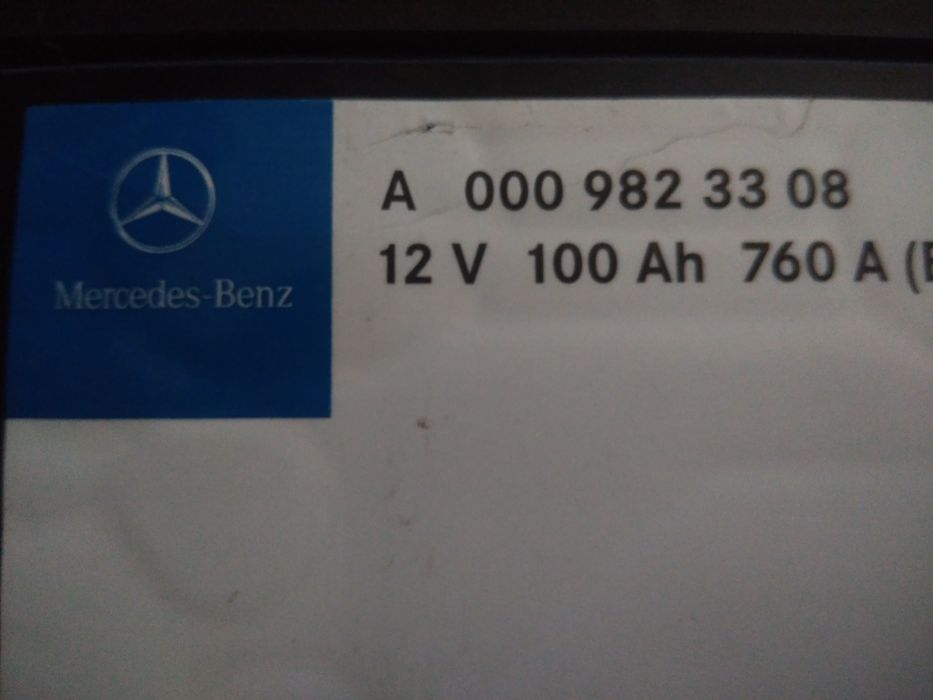 A 000 982 33 08
12 V 100 Ah 760 A (E
Mercedes-Benz